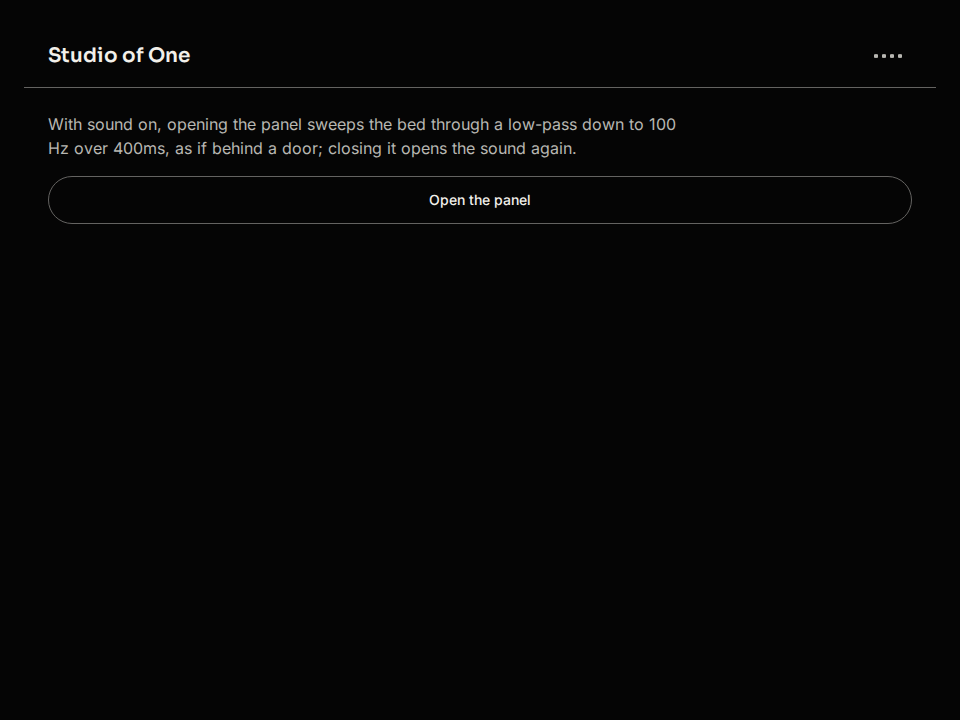 Studio of One
With sound on, opening the panel sweeps the bed through a low-pass down to 100
Hz over 400ms, as if behind a door; closing it opens the sound again.
Open the panel